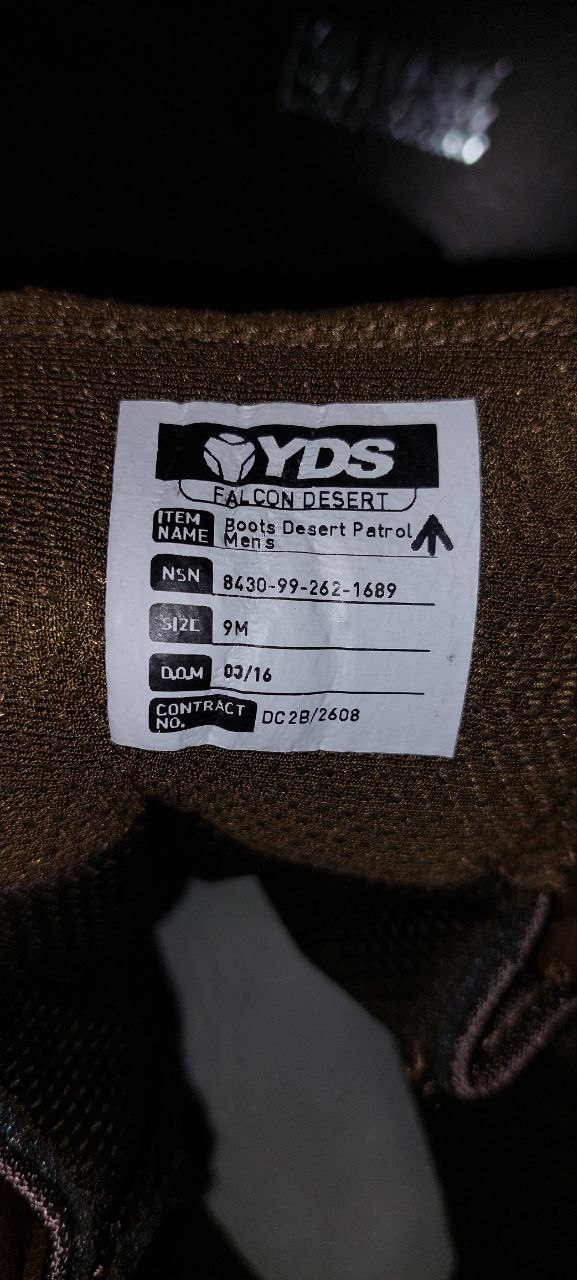 YDS
FALCON DESERT
ITEM NAME Boots Desert Patrol
Mens
NSN 8430-99-262-1689
SIZE 9M
D.O.M 03/16
CONTRACT NO. DC2B/2608